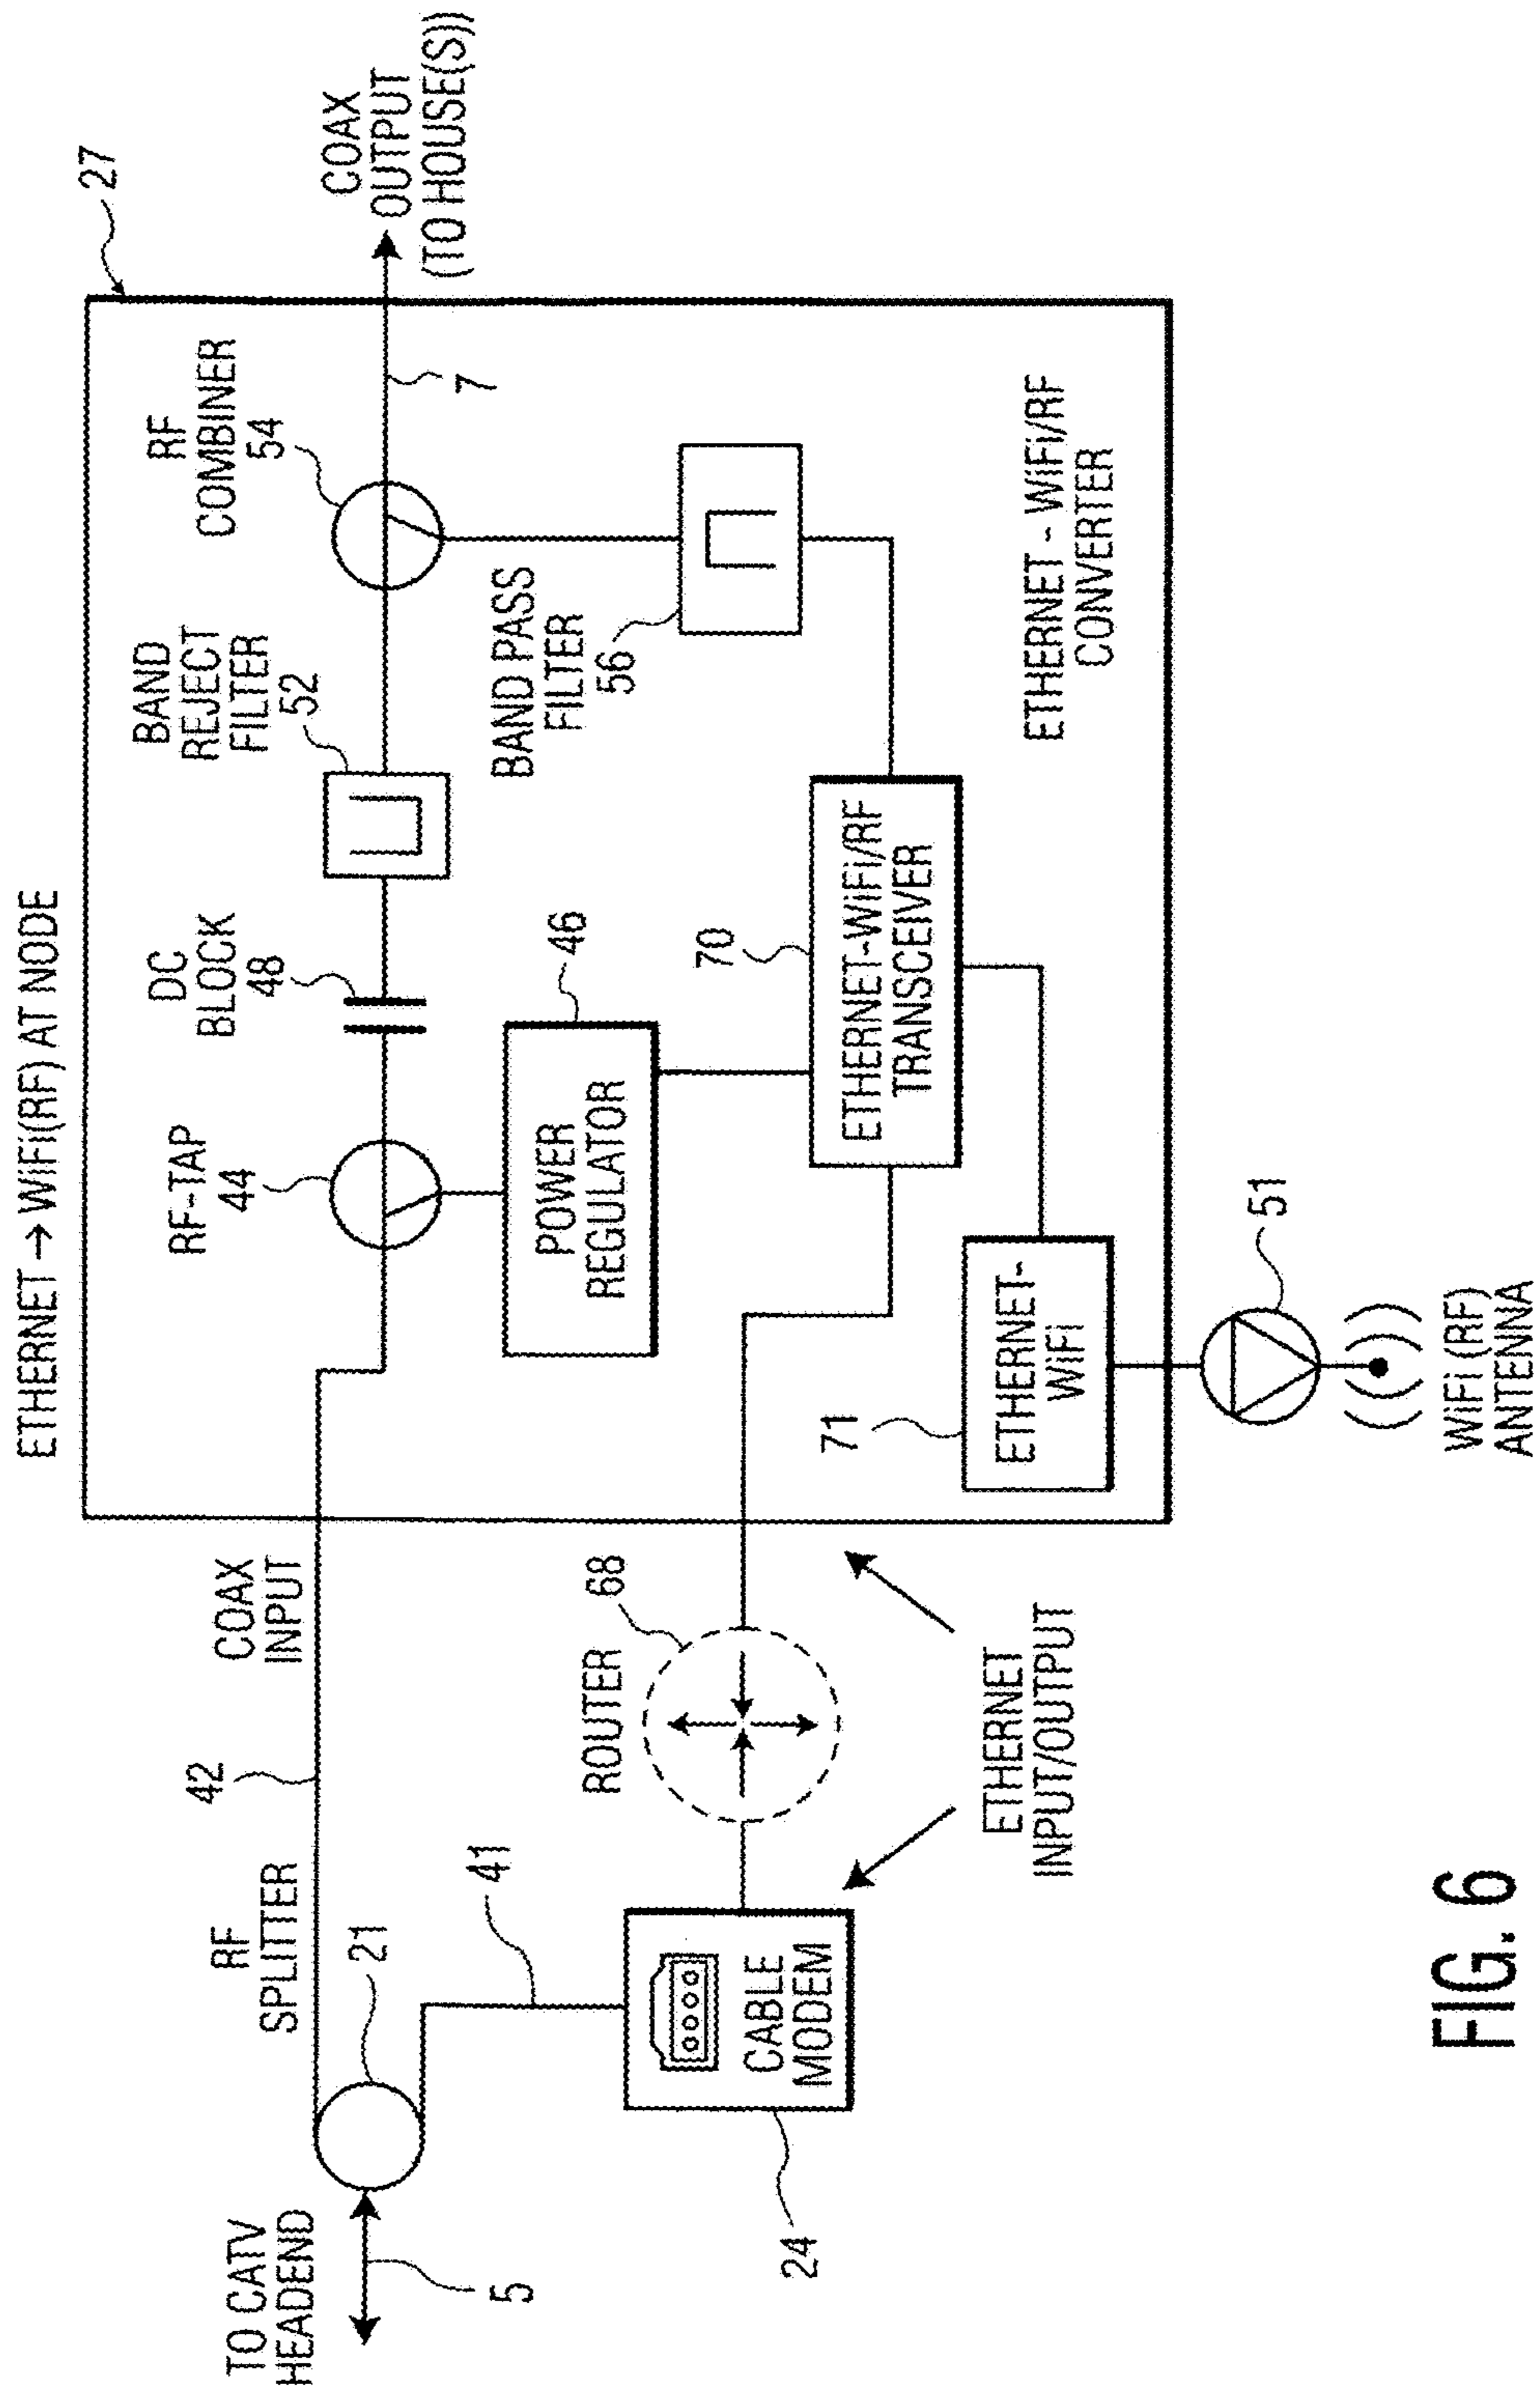 ETHERNET → WiFi(RF) AT NODE
27
TO CATV
HEADEND
5
RF
SPLITTER
21
42
COAX
INPUT
RF-TAP
44
DC
BLOCK
48
BAND
REJECT
FILTER
52
RF
COMBINER
54
7
COAX
OUTPUT
(TO HOUSE(S))
41
CABLE
MODEM
24
ROUTER
68
ETHERNET
INPUT/OUTPUT
POWER
REGULATOR
46
BAND PASS
FILTER
56
70
ETHERNET-WiFi/RF
TRANSCEIVER
71
ETHERNET-
WiFi
ETHERNET - WiFi/RF
CONVERTER
51
WiFi (RF)
ANTENNA
FIG. 6